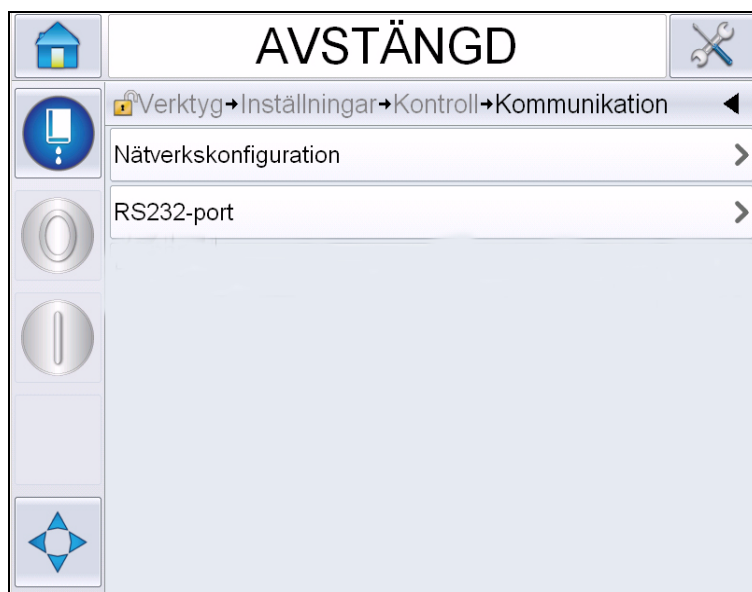 AVSTÄNGD
Verktyg➔Inställningar➔Kontroll➔Kommunikation
Nätverkskonfiguration
RS232-port